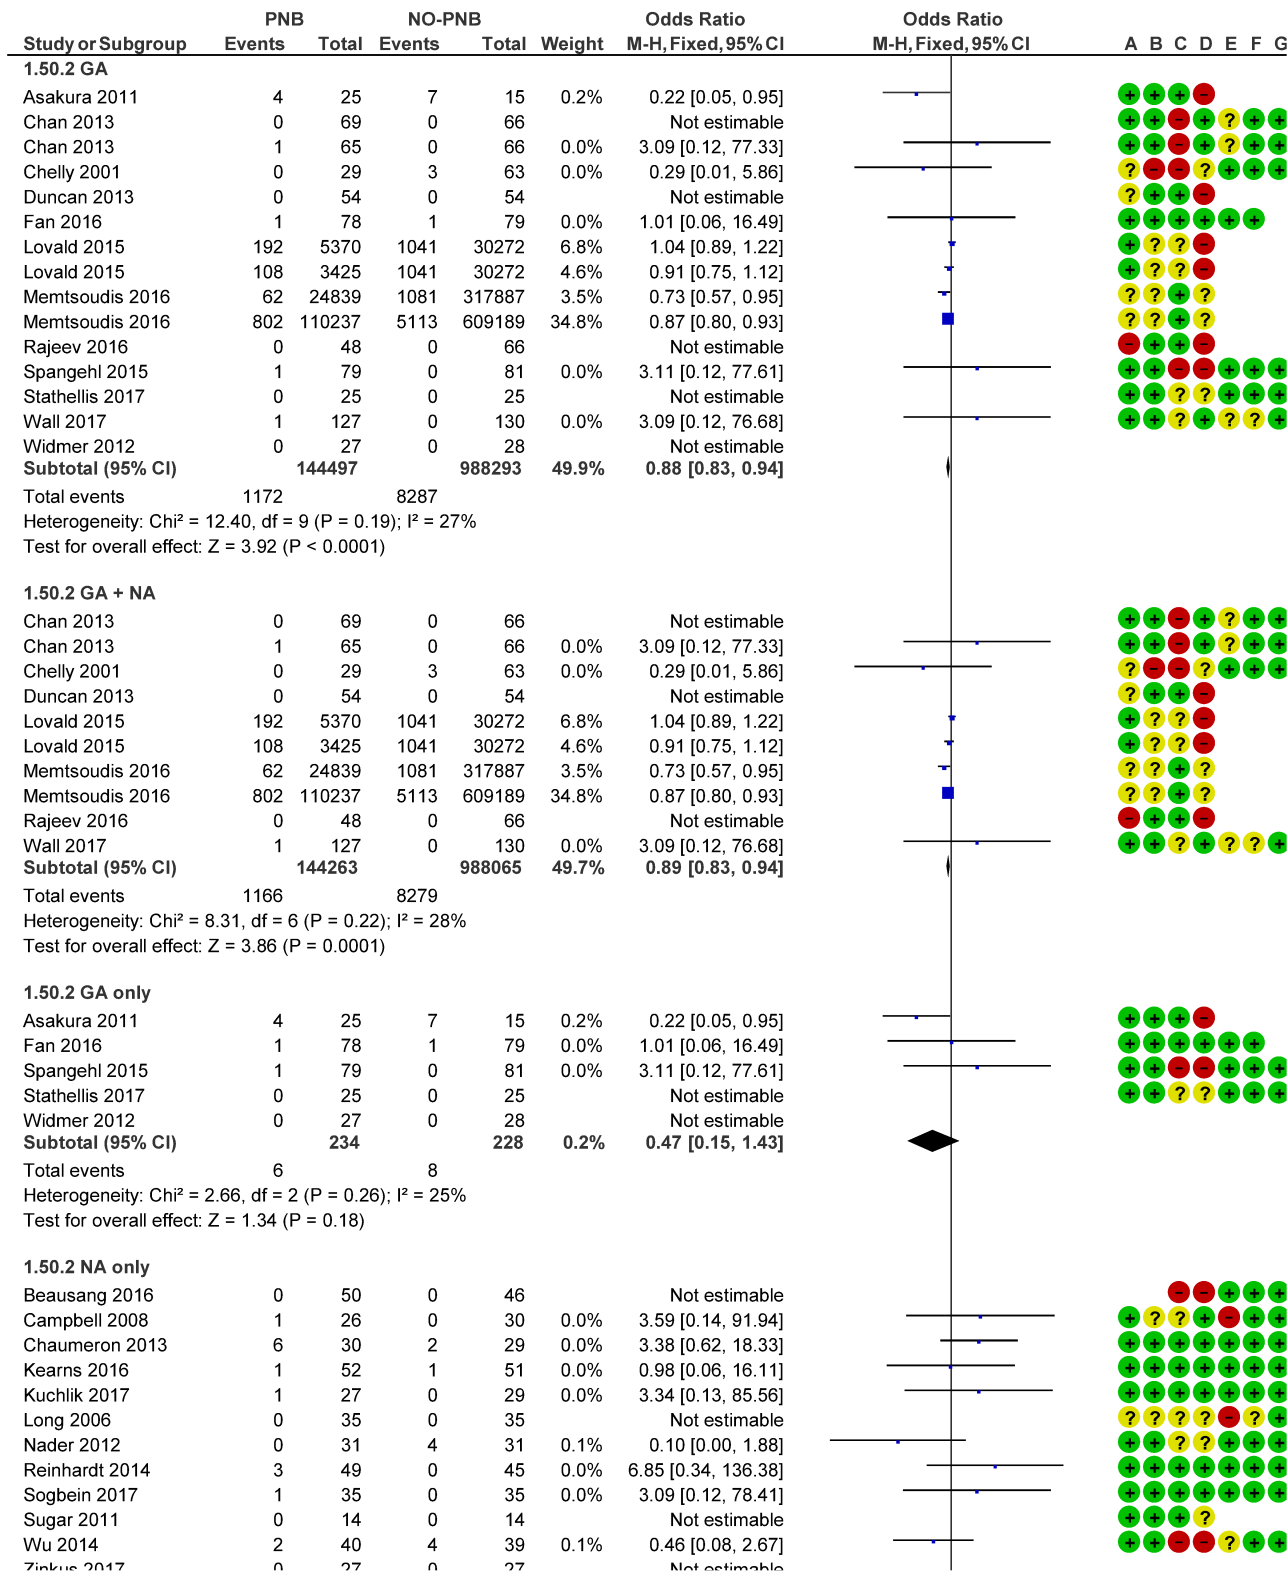 PNB NO-PNB Odds Ratio Odds Ratio
Study or Subgroup Events Total Events Total Weight M-H, Fixed, 95% CI M-H, Fixed, 95% CI A B C D E F G
1.50.2 GA
Asakura 2011 4 25 7 15 0.2% 0.22 [0.05, 0.95] + + + -
Chan 2013 0 69 0 66 Not estimable + + - + ? + +
Chan 2013 1 65 0 66 0.0% 3.09 [0.12, 77.33] + + - + ? + +
Chelly 2001 0 29 3 63 0.0% 0.29 [0.01, 5.86] ? - - ? + + +
Duncan 2013 0 54 0 54 Not estimable ? + + -
Fan 2016 1 78 1 79 0.0% 1.01 [0.06, 16.49] + + + + + +
Lovald 2015 192 5370 1041 30272 6.8% 1.04 [0.89, 1.22] + ? ? -
Lovald 2015 108 3425 1041 30272 4.6% 0.91 [0.75, 1.12] + ? ? -
Memtsoudis 2016 62 24839 1081 317887 3.5% 0.73 [0.57, 0.95] ? ? + ?
Memtsoudis 2016 802 110237 5113 609189 34.8% 0.87 [0.80, 0.93] ? ? + ?
Rajeev 2016 0 48 0 66 Not estimable - + + -
Spangehl 2015 1 79 0 81 0.0% 3.11 [0.12, 77.61] + + - - + + +
Stathellis 2017 0 25 0 25 Not estimable + + ? ? + + +
Wall 2017 1 127 0 130 0.0% 3.09 [0.12, 76.68] + + ? + ? ? +
Widmer 2012 0 27 0 28 Not estimable
Subtotal (95% CI) 144497 988293 49.9% 0.88 [0.83, 0.94]
Total events 1172 8287
Heterogeneity: Chi² = 12.40, df = 9 (P = 0.19); I² = 27%
Test for overall effect: Z = 3.92 (P < 0.0001)
1.50.2 GA + NA
Chan 2013 0 69 0 66 Not estimable + + - + ? + +
Chan 2013 1 65 0 66 0.0% 3.09 [0.12, 77.33] + + - + ? + +
Chelly 2001 0 29 3 63 0.0% 0.29 [0.01, 5.86] ? - - ? + + +
Duncan 2013 0 54 0 54 Not estimable ? + + -
Lovald 2015 192 5370 1041 30272 6.8% 1.04 [0.89, 1.22] + ? ? -
Lovald 2015 108 3425 1041 30272 4.6% 0.91 [0.75, 1.12] + ? ? -
Memtsoudis 2016 62 24839 1081 317887 3.5% 0.73 [0.57, 0.95] ? ? + ?
Memtsoudis 2016 802 110237 5113 609189 34.8% 0.87 [0.80, 0.93] ? ? + ?
Rajeev 2016 0 48 0 66 Not estimable - + + -
Wall 2017 1 127 0 130 0.0% 3.09 [0.12, 76.68] + + ? + ? ? +
Subtotal (95% CI) 144263 988065 49.7% 0.89 [0.83, 0.94]
Total events 1166 8279
Heterogeneity: Chi² = 8.31, df = 6 (P = 0.22); I² = 28%
Test for overall effect: Z = 3.86 (P = 0.0001)
1.50.2 GA only
Asakura 2011 4 25 7 15 0.2% 0.22 [0.05, 0.95] + + + -
Fan 2016 1 78 1 79 0.0% 1.01 [0.06, 16.49] + + + + + +
Spangehl 2015 1 79 0 81 0.0% 3.11 [0.12, 77.61] + + - - + + +
Stathellis 2017 0 25 0 25 Not estimable + + ? ? + + +
Widmer 2012 0 27 0 28 Not estimable
Subtotal (95% CI) 234 228 0.2% 0.47 [0.15, 1.43]
Total events 6 8
Heterogeneity: Chi² = 2.66, df = 2 (P = 0.26); I² = 25%
Test for overall effect: Z = 1.34 (P = 0.18)
1.50.2 NA only
Beausang 2016 0 50 0 46 Not estimable - - + + +
Campbell 2008 1 26 0 30 0.0% 3.59 [0.14, 91.94] + ? ? + - + +
Chaumeron 2013 6 30 2 29 0.0% 3.38 [0.62, 18.33] + + + + + + +
Kearns 2016 1 52 1 51 0.0% 0.98 [0.06, 16.11] + + + + + + +
Kuchlik 2017 1 27 0 29 0.0% 3.34 [0.13, 85.56] + + + + + + +
Long 2006 0 35 0 35 Not estimable ? ? ? ? - ? +
Nader 2012 0 31 4 31 0.1% 0.10 [0.00, 1.88] + + ? ? + + +
Reinhardt 2014 3 49 0 45 0.0% 6.85 [0.34, 136.38] + + + + + + +
Sogbein 2017 1 35 0 35 0.0% 3.09 [0.12, 78.41] + + + + + + +
Sugar 2011 0 14 0 14 Not estimable + + + ?
Wu 2014 2 40 4 39 0.1% 0.46 [0.08, 2.67] + + - - ? + +
Zinkus 2017 0 27 0 27 Not estimable